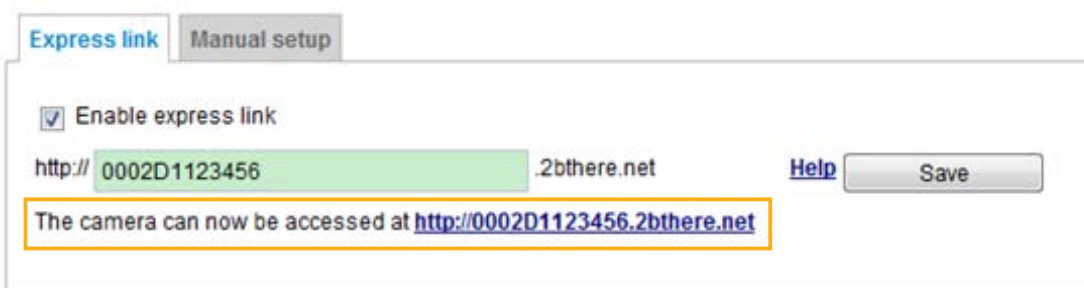 Express link Manual setup
Enable express link
http:// 0002D1123456 .2bthere.net Help Save
The camera can now be accessed at http://0002D1123456.2bthere.net